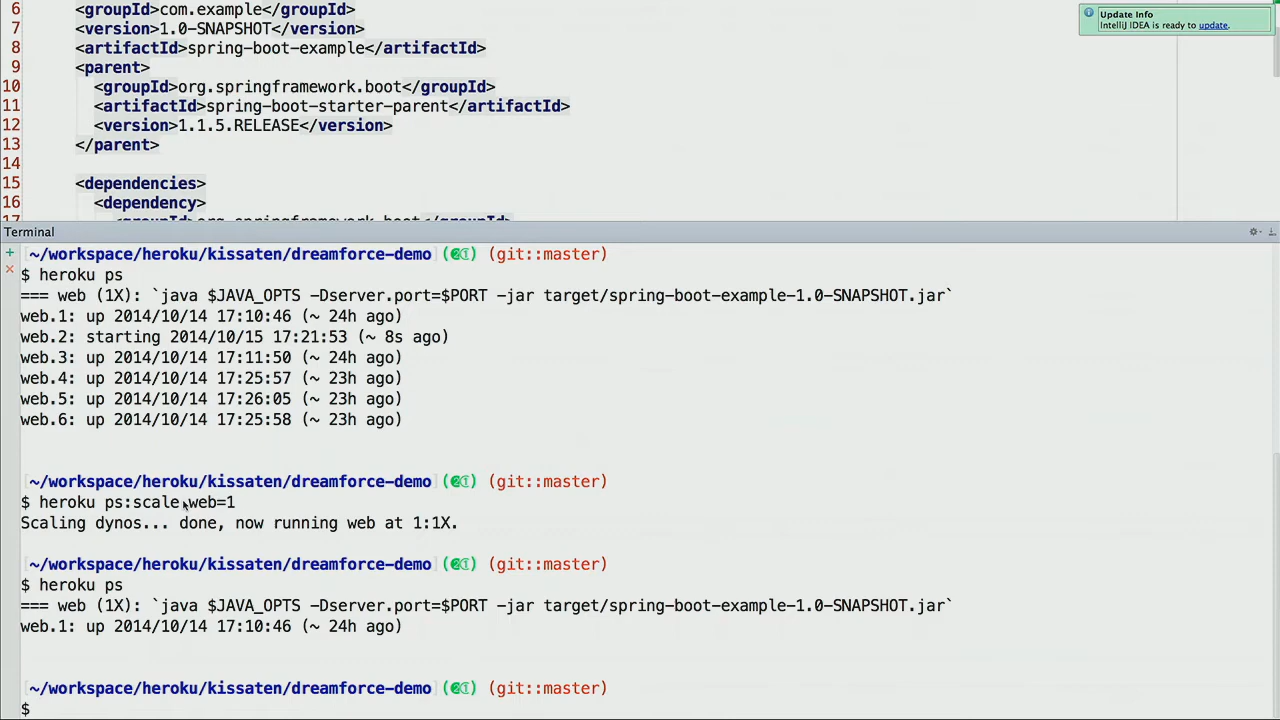 6 <groupId>com.example</groupId>
7 <version>1.0-SNAPSHOT</version>
8 <artifactId>spring-boot-example</artifactId>
9 <parent>
10 <groupId>org.springframework.boot</groupId>
11 <artifactId>spring-boot-starter-parent</artifactId>
12 <version>1.1.5.RELEASE</version>
13 </parent>
14
15 <dependencies>
16 <dependency>
17 <groupId>org.springframework.boot</groupId>
Update Info
IntelliJ IDEA is ready to update.
Terminal
[~/workspace/heroku/kissaten/dreamforce-demo] (git::master)
$ heroku ps
=== web (1X): `java $JAVA_OPTS -Dserver.port=$PORT -jar target/spring-boot-example-1.0-SNAPSHOT.jar`
web.1: up 2014/10/14 17:10:46 (~ 24h ago)
web.2: starting 2014/10/15 17:21:53 (~ 8s ago)
web.3: up 2014/10/14 17:11:50 (~ 24h ago)
web.4: up 2014/10/14 17:25:57 (~ 23h ago)
web.5: up 2014/10/14 17:26:05 (~ 23h ago)
web.6: up 2014/10/14 17:25:58 (~ 23h ago)
[~/workspace/heroku/kissaten/dreamforce-demo] (git::master)
$ heroku ps:scale web=1
Scaling dynos... done, now running web at 1:1X.
[~/workspace/heroku/kissaten/dreamforce-demo] (git::master)
$ heroku ps
=== web (1X): `java $JAVA_OPTS -Dserver.port=$PORT -jar target/spring-boot-example-1.0-SNAPSHOT.jar`
web.1: up 2014/10/14 17:10:46 (~ 24h ago)
[~/workspace/heroku/kissaten/dreamforce-demo] (git::master)
$